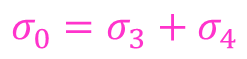 σ₀ = σ₃ + σ₄